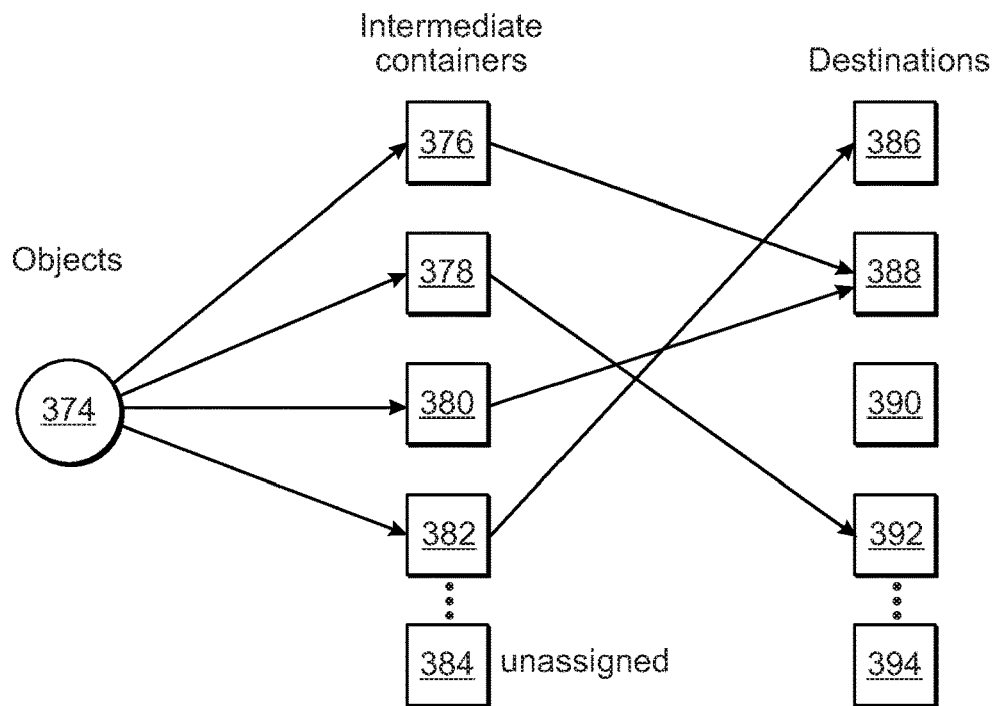 Intermediate
containers
Destinations
Objects
374
376
378
380
382
384
unassigned
386
388
390
392
394